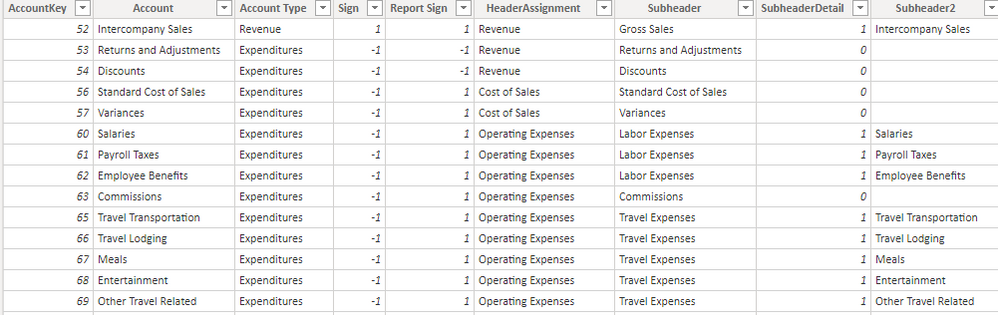 AccountKey Account Account Type Sign Report Sign HeaderAssignment Subheader SubheaderDetail Subheader2
52 Intercompany Sales Revenue 1 1 Revenue Gross Sales 1 Intercompany Sales
53 Returns and Adjustments Expenditures -1 -1 Revenue Returns and Adjustments 0
54 Discounts Expenditures -1 -1 Revenue Discounts 0
56 Standard Cost of Sales Expenditures -1 1 Cost of Sales Standard Cost of Sales 0
57 Variances Expenditures -1 1 Cost of Sales Variances 0
60 Salaries Expenditures -1 1 Operating Expenses Labor Expenses 1 Salaries
61 Payroll Taxes Expenditures -1 1 Operating Expenses Labor Expenses 1 Payroll Taxes
62 Employee Benefits Expenditures -1 1 Operating Expenses Labor Expenses 1 Employee Benefits
63 Commissions Expenditures -1 1 Operating Expenses Commissions 0
65 Travel Transportation Expenditures -1 1 Operating Expenses Travel Expenses 1 Travel Transportation
66 Travel Lodging Expenditures -1 1 Operating Expenses Travel Expenses 1 Travel Lodging
67 Meals Expenditures -1 1 Operating Expenses Travel Expenses 1 Meals
68 Entertainment Expenditures -1 1 Operating Expenses Travel Expenses 1 Entertainment
69 Other Travel Related Expenditures -1 1 Operating Expenses Travel Expenses 1 Other Travel Related